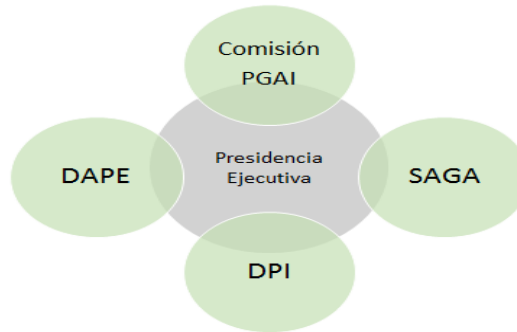 Comisión
PGAI
DAPE
Presidencia
Ejecutiva
SAGA
DPI